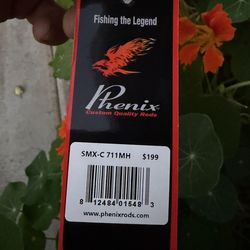 Fishing the Legend
Phenix
Custom Quality Rods
SMX-C 711MH $199
8 12484 01548 3
www.phenixrods.com